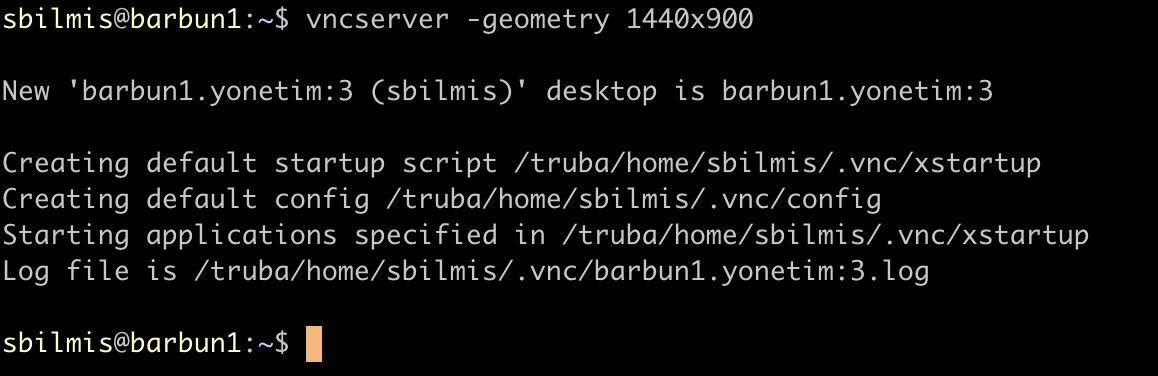 sbilmis@barbun1:~$ vncserver -geometry 1440x900
New 'barbun1.yonetim:3 (sbilmis)' desktop is barbun1.yonetim:3
Creating default startup script /truba/home/sbilmis/.vnc/xstartup
Creating default config /truba/home/sbilmis/.vnc/config
Starting applications specified in /truba/home/sbilmis/.vnc/xstartup
Log file is /truba/home/sbilmis/.vnc/barbun1.yonetim:3.log
sbilmis@barbun1:~$